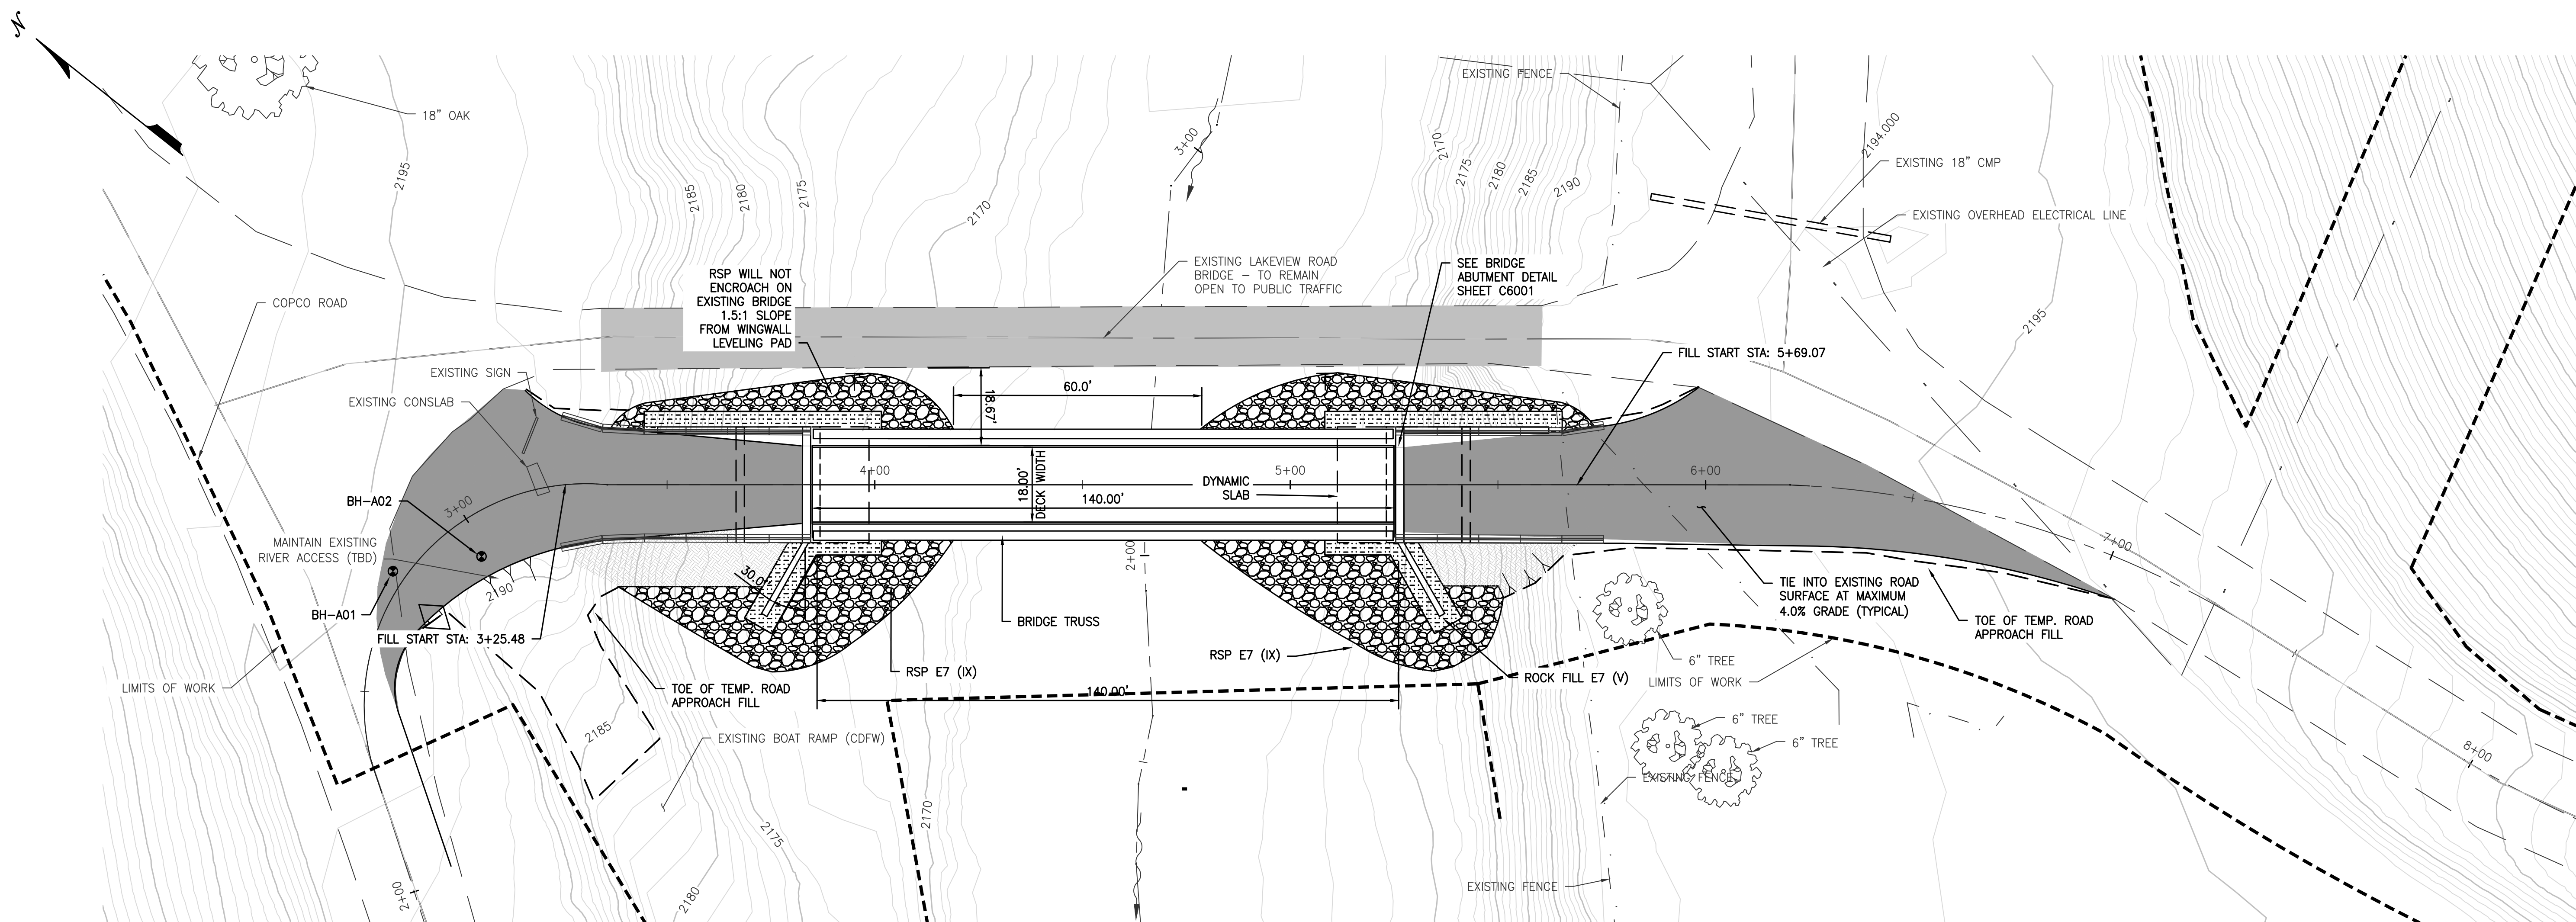 N
18" OAK
2195
2185
2180
2175
2170
3+00
EXISTING FENCE
2170
2175
2180
2185
2190
2194.000
EXISTING 18" CMP
EXISTING OVERHEAD ELECTRICAL LINE
2195
COPCO ROAD
RSP WILL NOT
ENCROACH ON
EXISTING BRIDGE
1.5:1 SLOPE
FROM WINGWALL
LEVELING PAD
EXISTING LAKEVIEW ROAD
BRIDGE – TO REMAIN
OPEN TO PUBLIC TRAFFIC
SEE BRIDGE
ABUTMENT DETAIL
SHEET C6001
FILL START STA: 5+69.07
EXISTING SIGN
EXISTING CONSLAB
60.0'
18.67'
4+00
5+00
6+00
7+00
8+00
DYNAMIC
SLAB
18.00'
DECK WIDTH
140.00'
BH-A02
3+00
MAINTAIN EXISTING
RIVER ACCESS (TBD)
2190
BH-A01
FILL START STA: 3+25.48
30.0'
2+00
BRIDGE TRUSS
TIE INTO EXISTING ROAD
SURFACE AT MAXIMUM
4.0% GRADE (TYPICAL)
TOE OF TEMP. ROAD
APPROACH FILL
RSP E7 (IX)
RSP E7 (IX)
6" TREE
ROCK FILL E7 (V)
LIMITS OF WORK
LIMITS OF WORK
TOE OF TEMP. ROAD
APPROACH FILL
140.00'
6" TREE
6" TREE
2185
EXISTING BOAT RAMP (CDFW)
EXISTING FENCE
2170
2175
2180
2+00
EXISTING FENCE